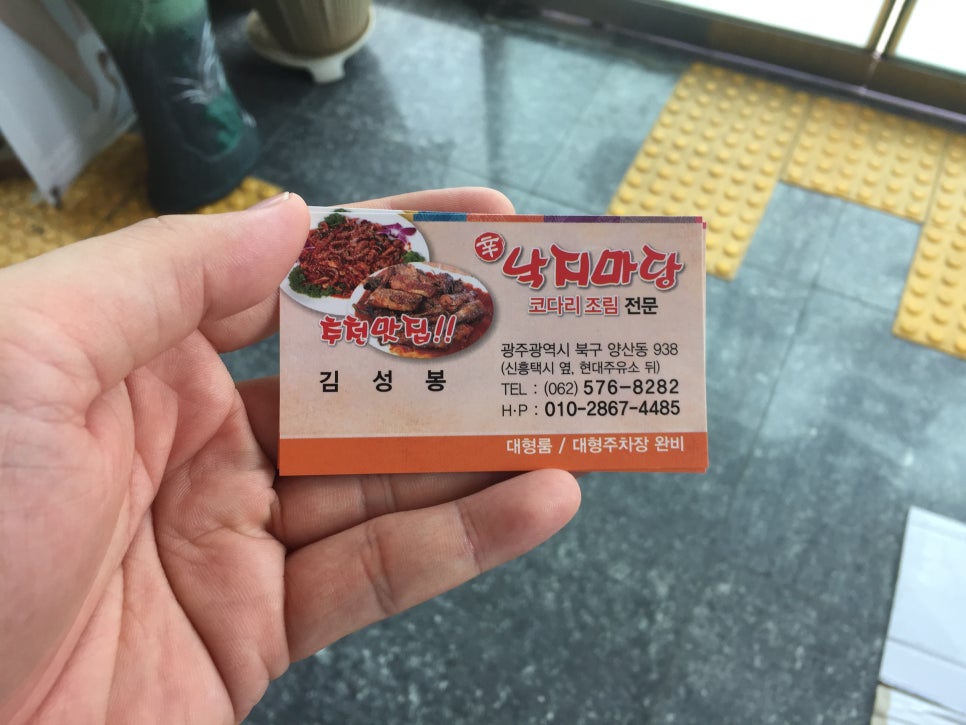 辛 낙지마당
코다리 조림 전문
추천맛집!!
김 성 봉
광주광역시 북구 양산동 938
(신흥택시 옆, 현대주유소 뒤)
TEL : (062) 576-8282
H·P : 010-2867-4485
대형룸 / 대형주차장 완비